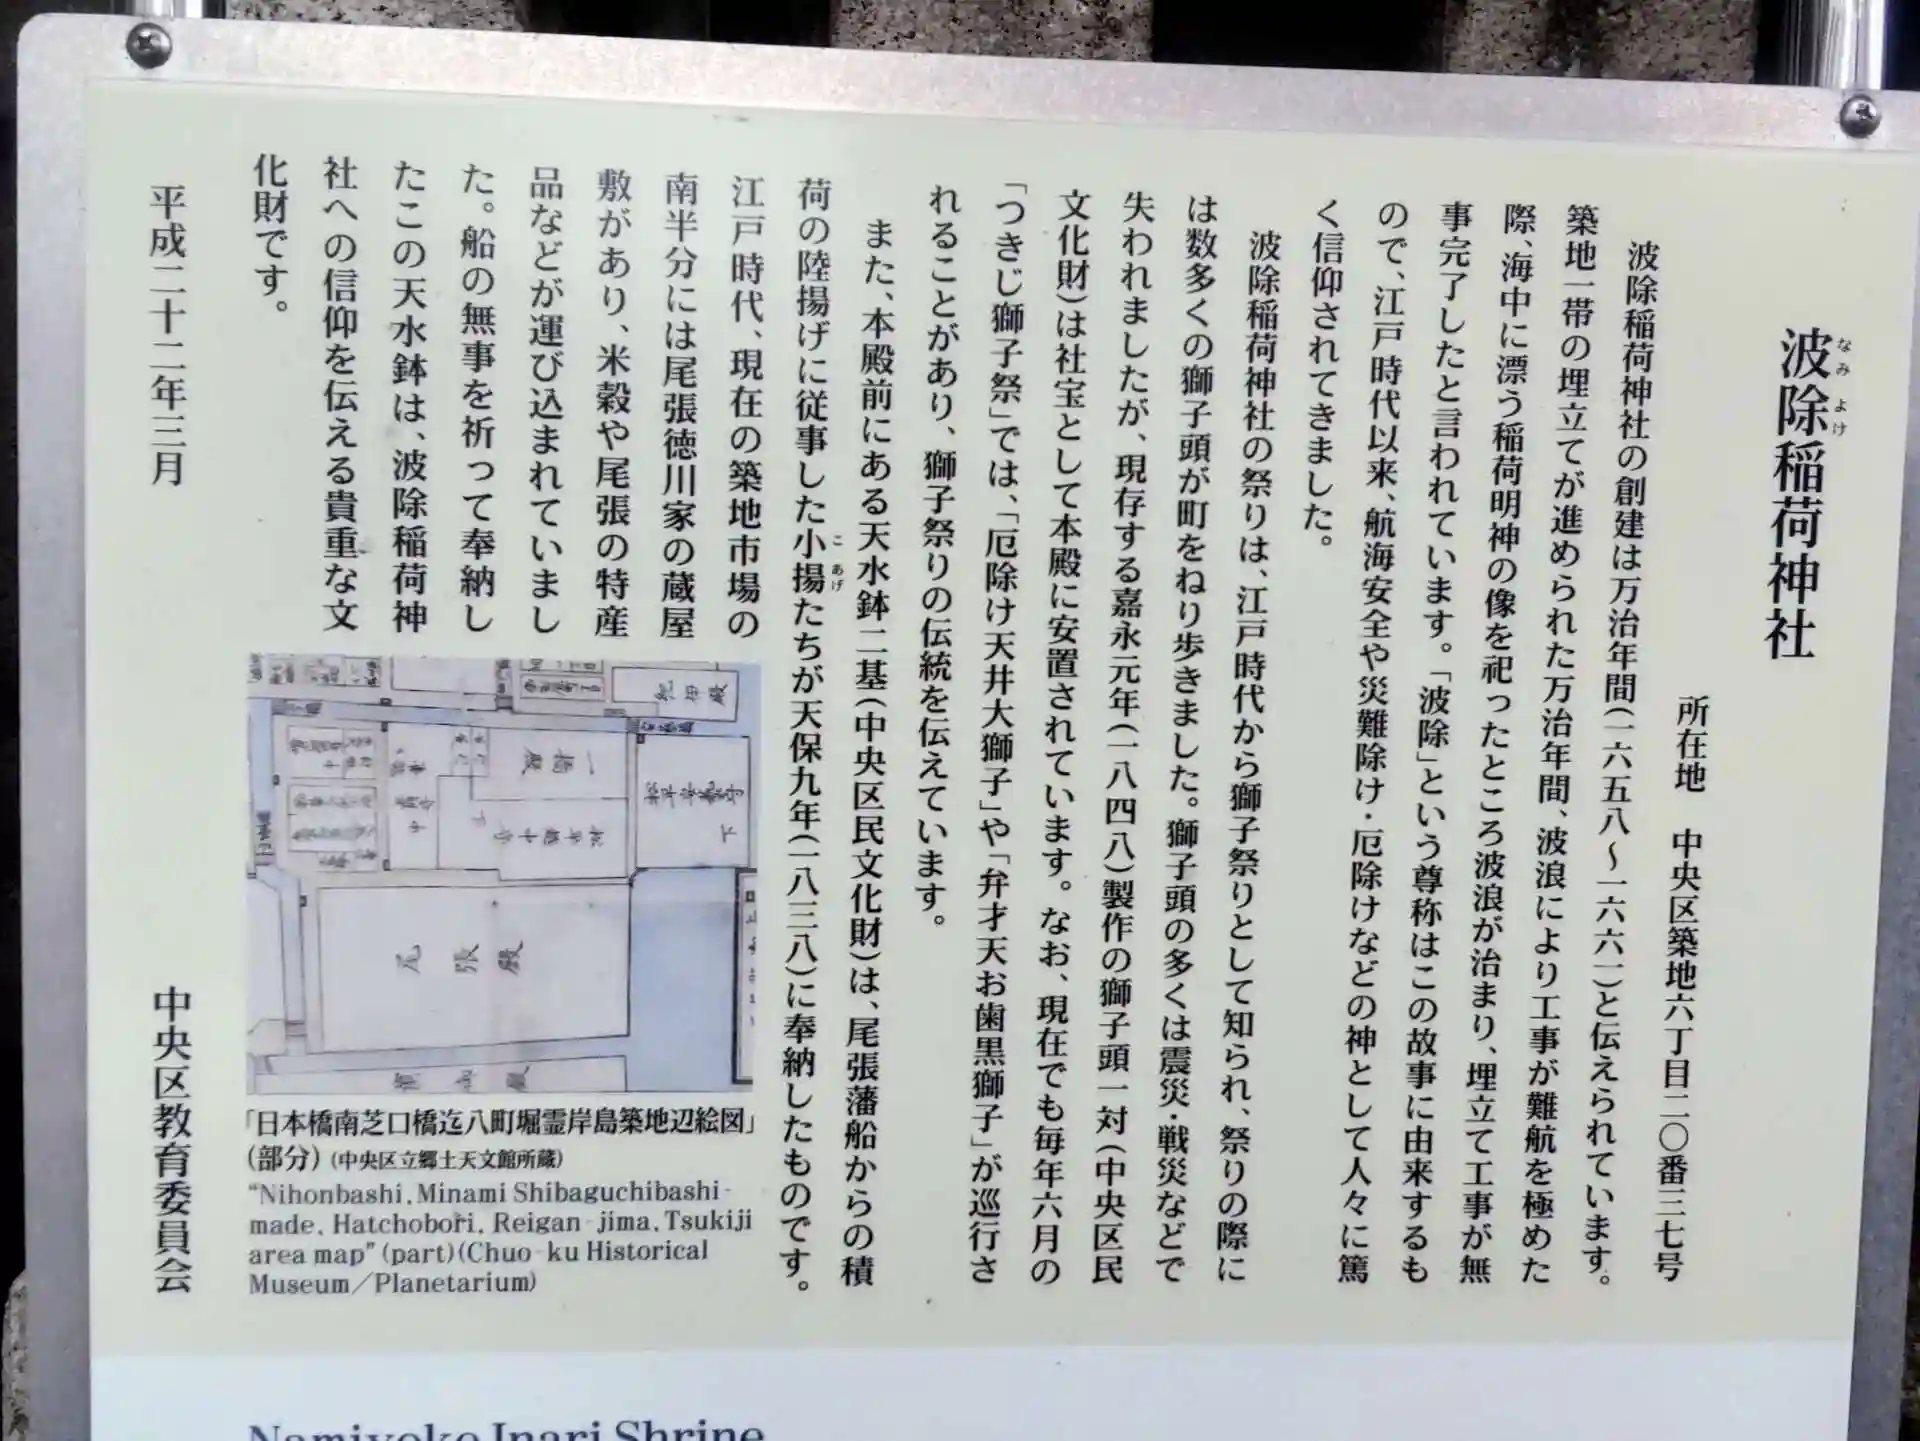 波除稲荷神社
なみ よけ
所在地 中央区築地六丁目二〇番三七号
波除稲荷神社の創建は万治年間(一六五八〜一六六一)と伝えられています。
築地一帯の埋立てが進められた万治年間、波浪により工事が難航を極めた
際、海中に漂う稲荷明神の像を祀ったところ波浪が治まり、埋立て工事が無
事完了したと言われています。「波除」という尊称はこの故事に由来するも
ので、江戸時代以来、航海安全や災難除け・厄除けなどの神として人々に篤
く信仰されてきました。
波除稲荷神社の祭りは、江戸時代から獅子祭りとして知られ、祭りの際に
は数多くの獅子頭が町をねり歩きました。獅子頭の多くは震災・戦災などで
失われましたが、現存する嘉永元年(一八四八)製作の獅子頭一対(中央区民
文化財)は社宝として本殿に安置されています。なお、現在でも毎年六月の
「つきじ獅子祭」では、「厄除け天井大獅子」や「弁才天お歯黒獅子」が巡行さ
れることがあり、獅子祭りの伝統を伝えています。
また、本殿前にある天水鉢二基(中央区民文化財)は、尾張藩船からの積
荷の陸揚げに従事した小揚たちが天保九年(一八三八)に奉納したものです。
こ あげ
江戸時代、現在の築地市場の
南半分には尾張徳川家の蔵屋
敷があり、米穀や尾張の特産
品などが運び込まれていまし
た。船の無事を祈って奉納し
たこの天水鉢は、波除稲荷神
社への信仰を伝える貴重な文
化財です。
平成二十二年三月
中央区教育委員会
尾張殿
一橋殿
「日本橋南芝口橋迄八町堀霊岸島築地辺絵図」
(部分)(中央区立郷土天文館所蔵)
"Nihonbashi, Minami Shibaguchibashi-
made, Hatchobori, Reigan-jima, Tsukiji
area map" (part)(Chuo-ku Historical
Museum／Planetarium)
Namiyoke Inari Shrine